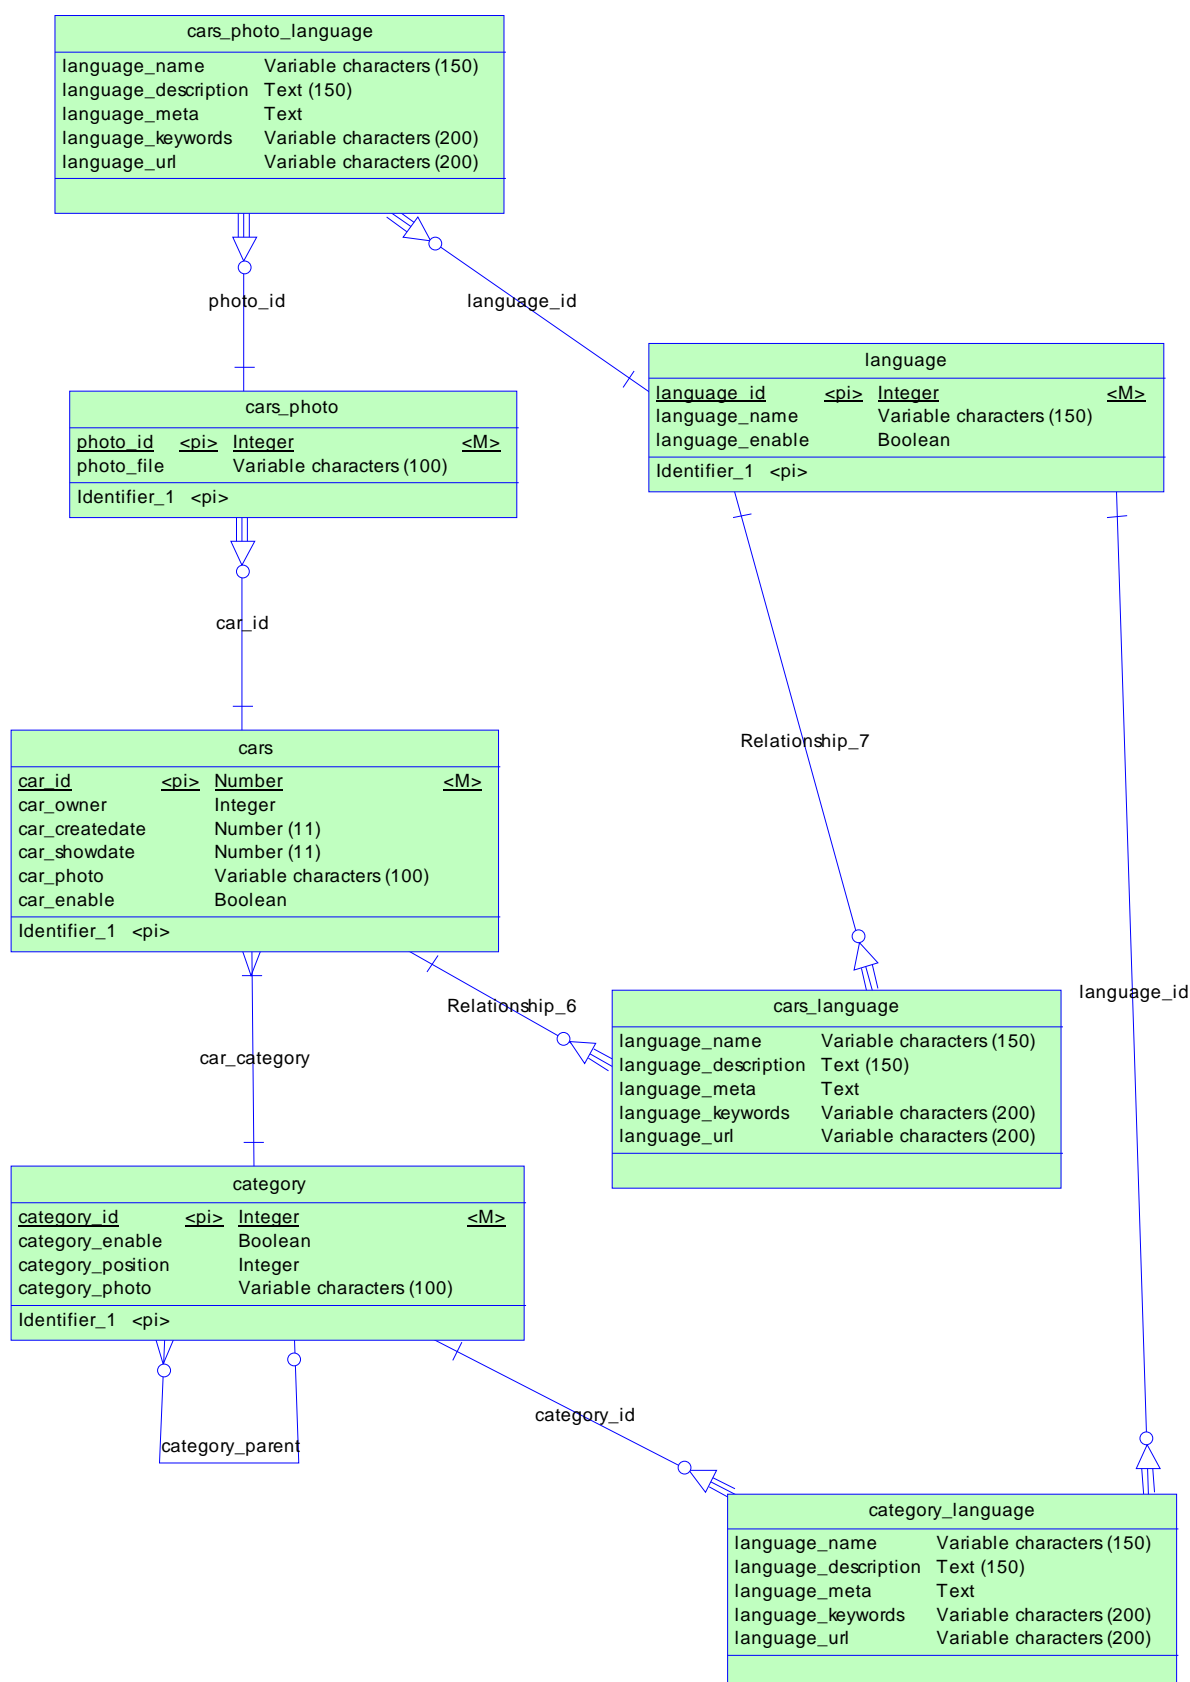 cars_photo_language
language_name Variable characters (150)
language_description Text (150)
language_meta Text
language_keywords Variable characters (200)
language_url Variable characters (200)
photo_id
language_id
language
language_id <pi> Integer <M>
language_name Variable characters (150)
language_enable Boolean
Identifier_1 <pi>
cars_photo
photo_id <pi> Integer <M>
photo_file Variable characters (100)
Identifier_1 <pi>
car_id
cars
car_id <pi> Number <M>
car_owner Integer
car_createdate Number (11)
car_showdate Number (11)
car_photo Variable characters (100)
car_enable Boolean
Identifier_1 <pi>
Relationship_7
Relationship_6
language_id
cars_language
language_name Variable characters (150)
language_description Text (150)
language_meta Text
language_keywords Variable characters (200)
language_url Variable characters (200)
car_category
category
category_id <pi> Integer <M>
category_enable Boolean
category_position Integer
category_photo Variable characters (100)
Identifier_1 <pi>
category_parent
category_id
category_language
language_name Variable characters (150)
language_description Text (150)
language_meta Text
language_keywords Variable characters (200)
language_url Variable characters (200)